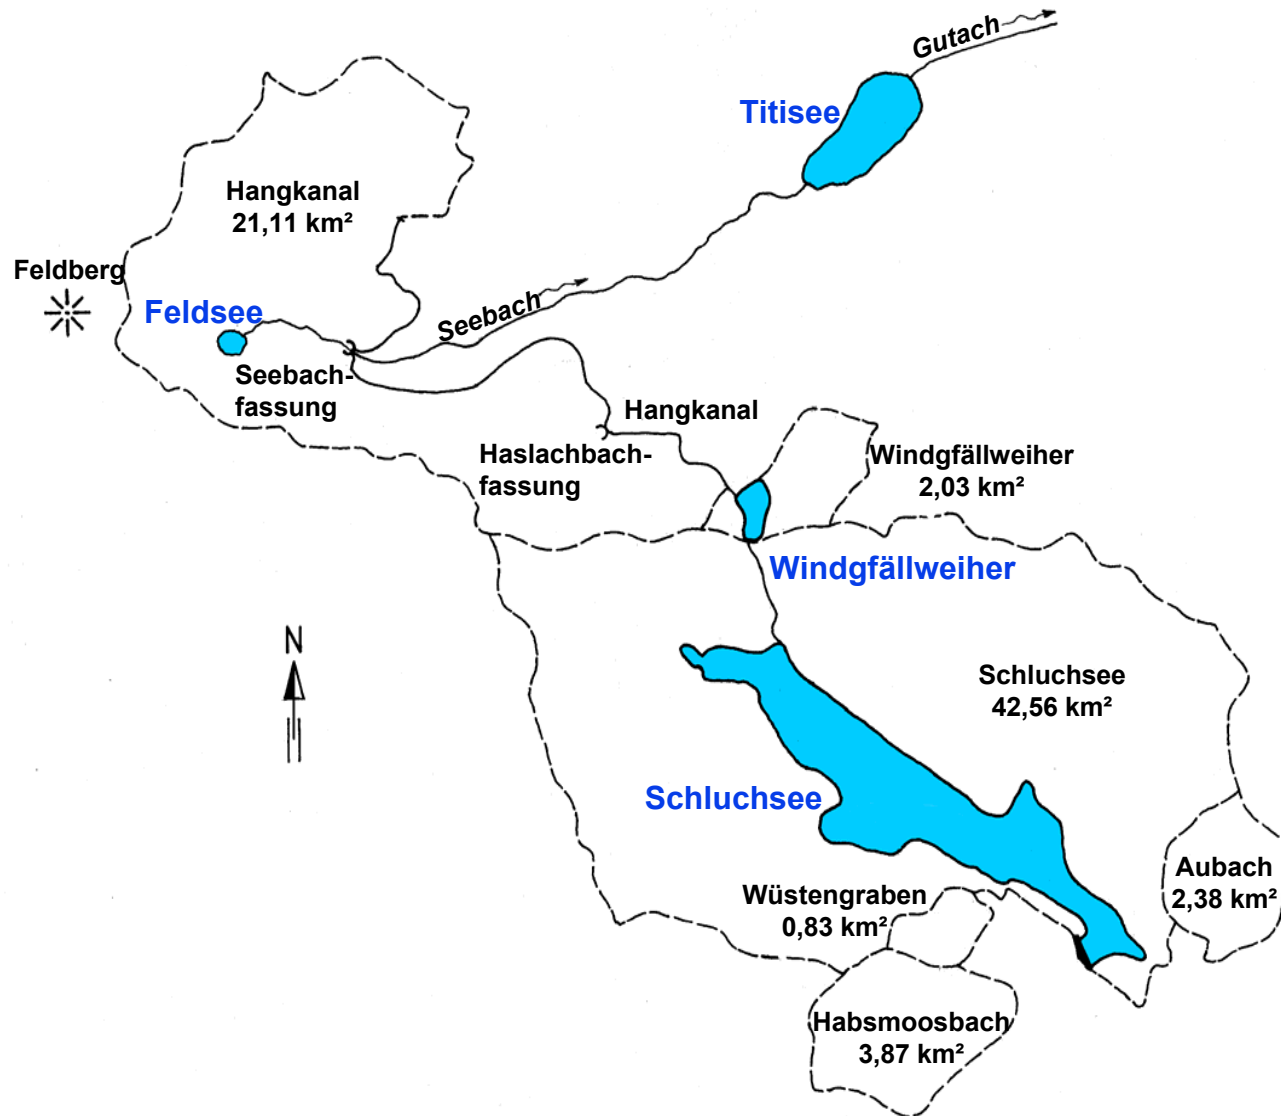 Gutach
Titisee
Hangkanal
21,11 km²
Feldberg
Feldsee
Seebach
Seebach-
fassung
Hangkanal
Haslachbach-
fassung
Windgfällweiher
2,03 km²
Windgfällweiher
N
Schluchsee
42,56 km²
Schluchsee
Aubach
2,38 km²
Wüstengraben
0,83 km²
Habsmoosbach
3,87 km²